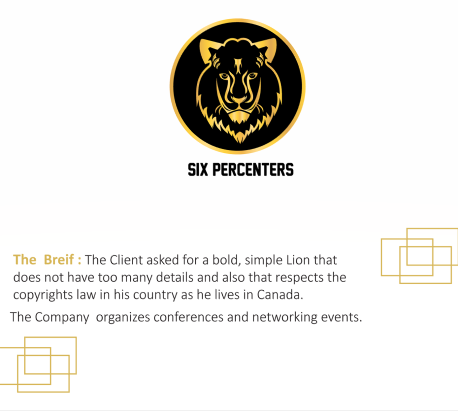 SIX PERCENTERS
The Breif : The Client asked for a bold, simple Lion that
does not have too many details and also that respects the
copyrights law in his country as he lives in Canada.
The Company organizes conferences and networking events.